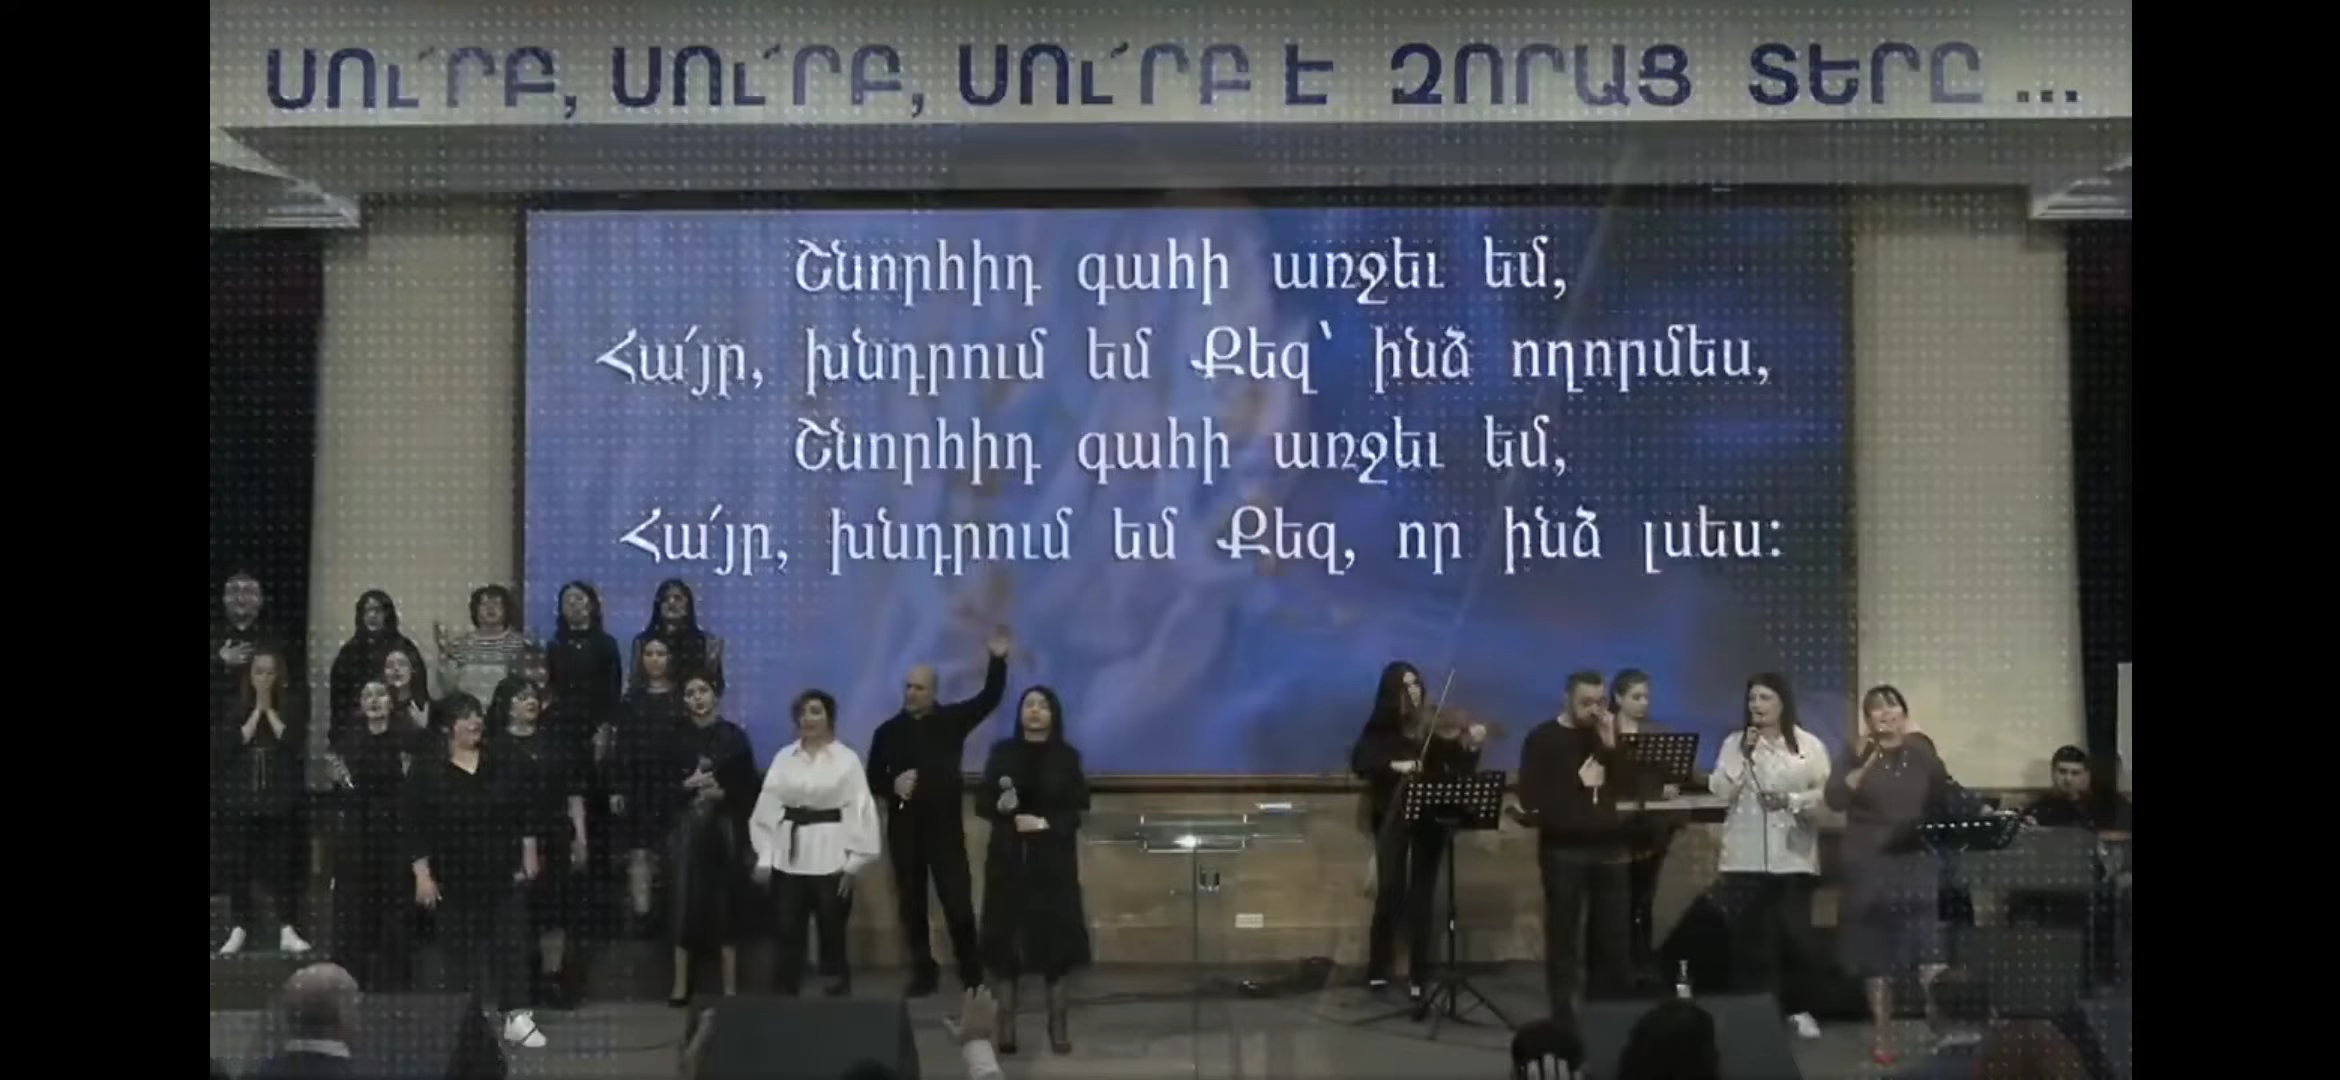 ՍՈւ՜ՐԲ, ՍՈւ՜ՐԲ, ՍՈւ՜ՐԲ Է ԶՈՐԱՑ ՏԵՐԸ ...
Շնորհիդ գահի առջեւ եմ,
Հա՛յր, խնդրում եմ Քեզ՝ ինձ ողորմես,
Շնորհիդ գահի առջեւ եմ,
Հա՛յր, խնդրում եմ Քեզ, որ ինձ լսես։